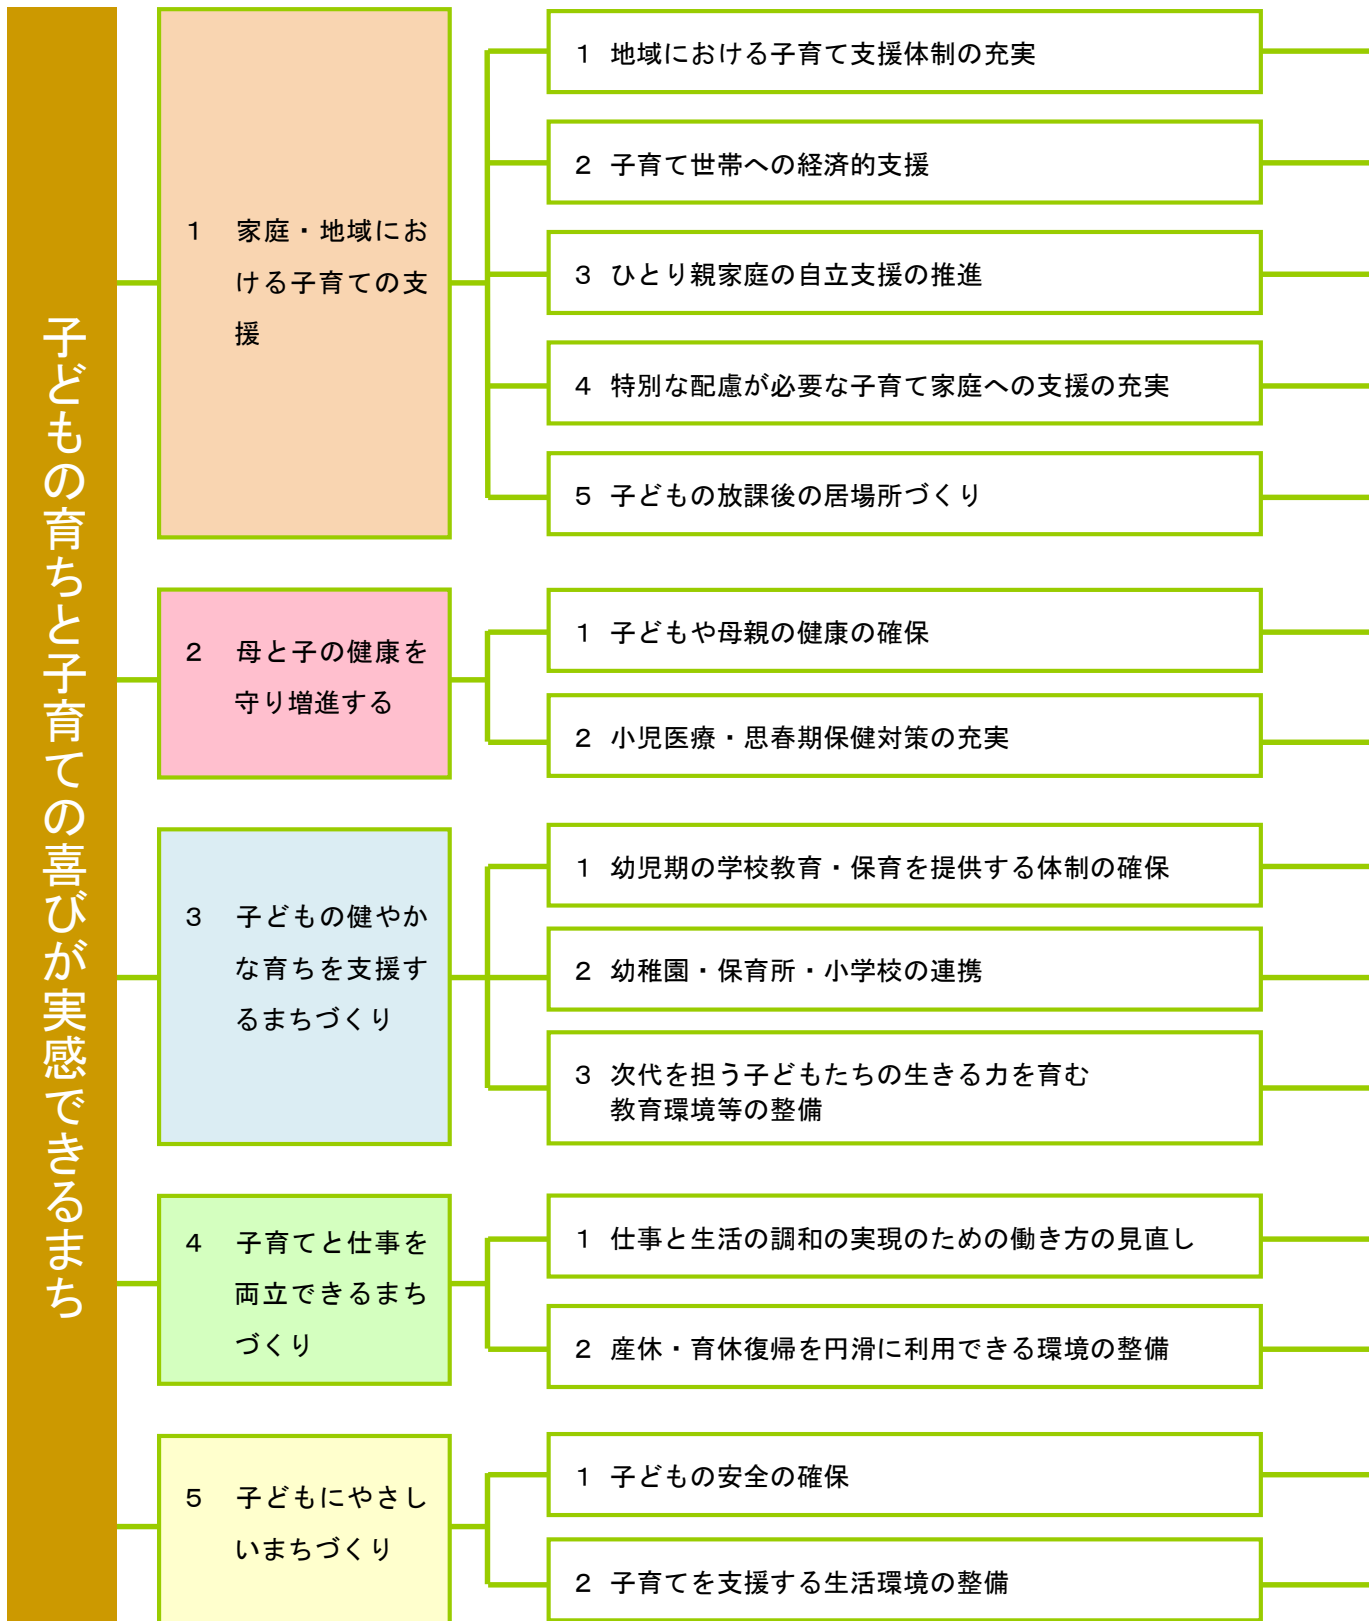 子どもの育ちと子育ての喜びが実感できるまち
1 家庭・地域にお
ける子育ての支
援
1 地域における子育て支援体制の充実
2 子育て世帯への経済的支援
3 ひとり親家庭の自立支援の推進
4 特別な配慮が必要な子育て家庭への支援の充実
5 子どもの放課後の居場所づくり
2 母と子の健康を
守り増進する
1 子どもや母親の健康の確保
2 小児医療・思春期保健対策の充実
3 子どもの健やか
な育ちを支援す
るまちづくり
1 幼児期の学校教育・保育を提供する体制の確保
2 幼稚園・保育所・小学校の連携
3 次代を担う子どもたちの生きる力を育む
教育環境等の整備
4 子育てと仕事を
両立できるまち
づくり
1 仕事と生活の調和の実現のための働き方の見直し
2 産休・育休復帰を円滑に利用できる環境の整備
5 子どもにやさし
いまちづくり
1 子どもの安全の確保
2 子育てを支援する生活環境の整備